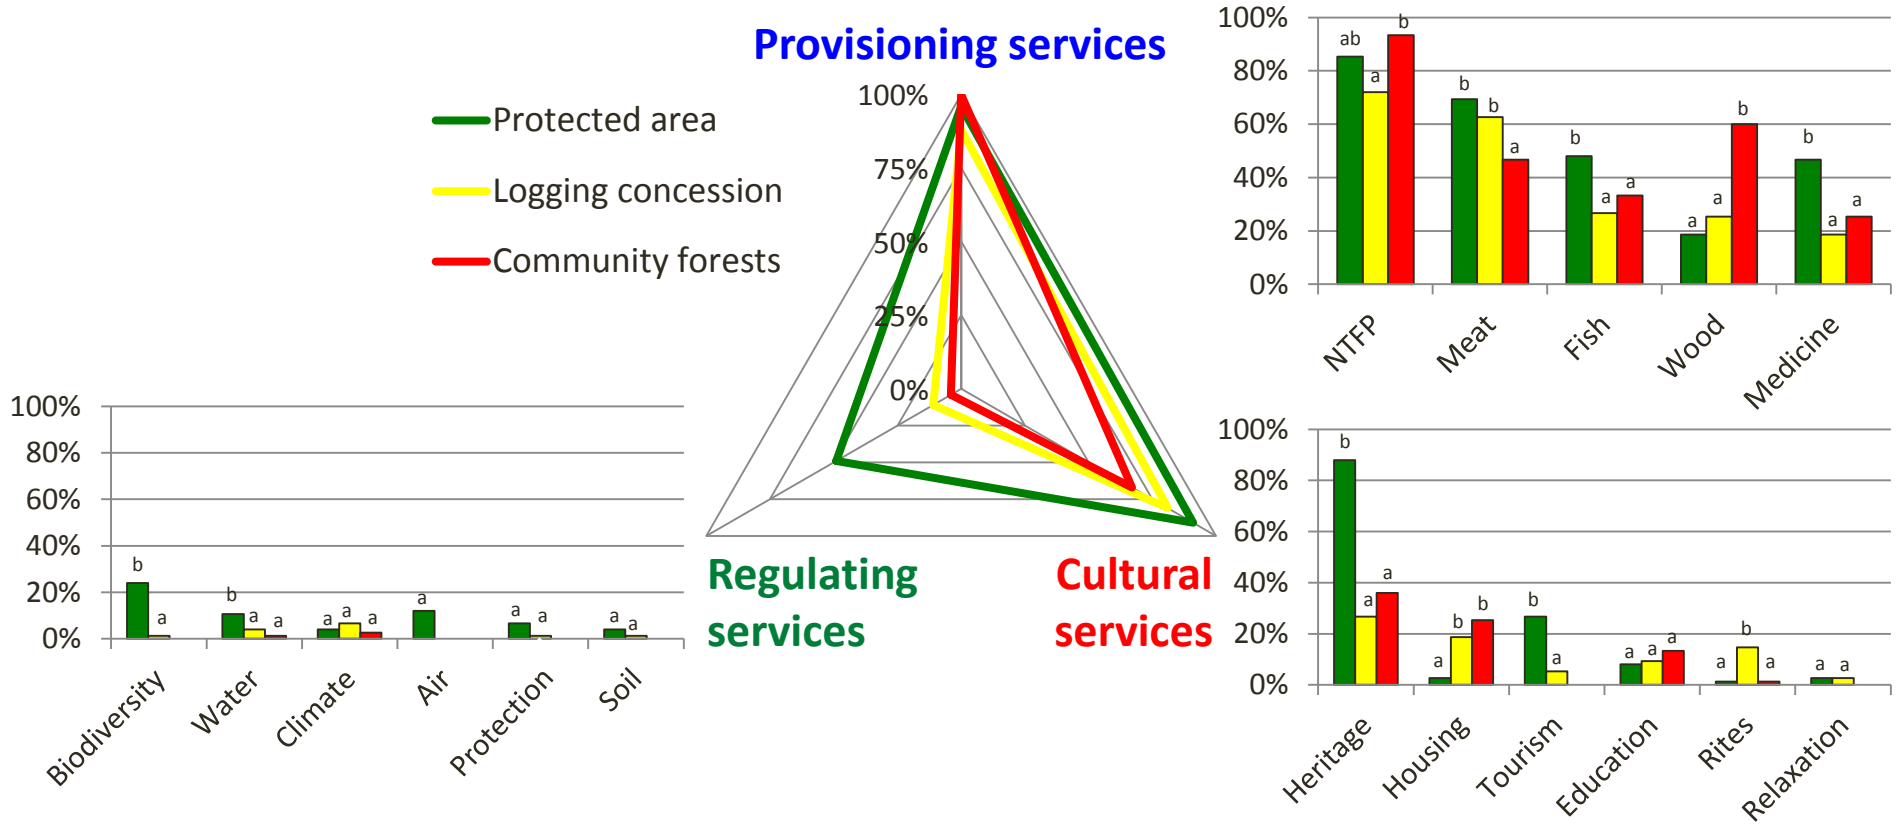 Provisioning services
Protected area
Logging concession
Community forests
100%
75%
50%
25%
0%
Regulating
services
Cultural
services
100%
80%
60%
40%
20%
0%
ab
a
b
b
b
a
b
a
a
a
a
b
b
a
a
NTFP
Meat
Fish
Wood
Medicine
100%
80%
60%
40%
20%
0%
b
a
b
a
a
a
a
a
a
a
a
a
a
Biodiversity
Water
Climate
Air
Protection
Soil
100%
80%
60%
40%
20%
0%
b
a
a
a
b
b
b
a
a
a
a
a
b
a
a
a
Heritage
Housing
Tourism
Education
Rites
Relaxation